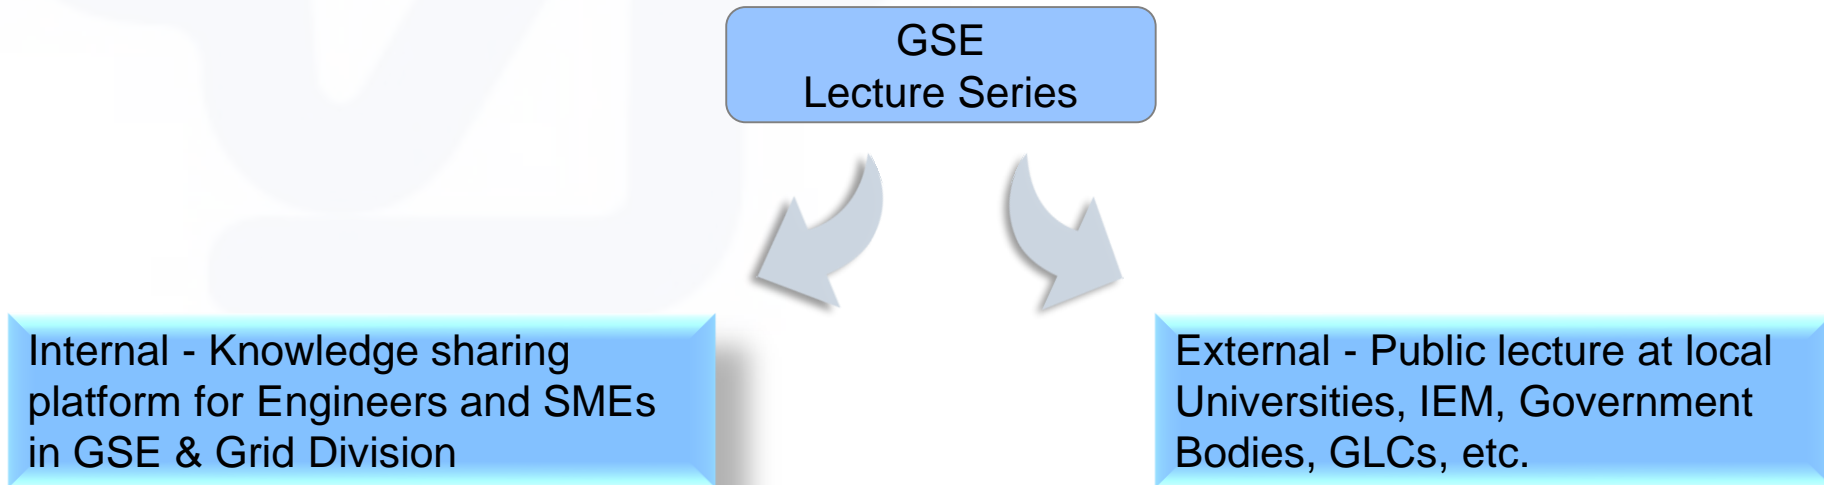 GSE
Lecture Series
Internal - Knowledge sharing
platform for Engineers and SMEs
in GSE & Grid Division
External - Public lecture at local
Universities, IEM, Government
Bodies, GLCs, etc.